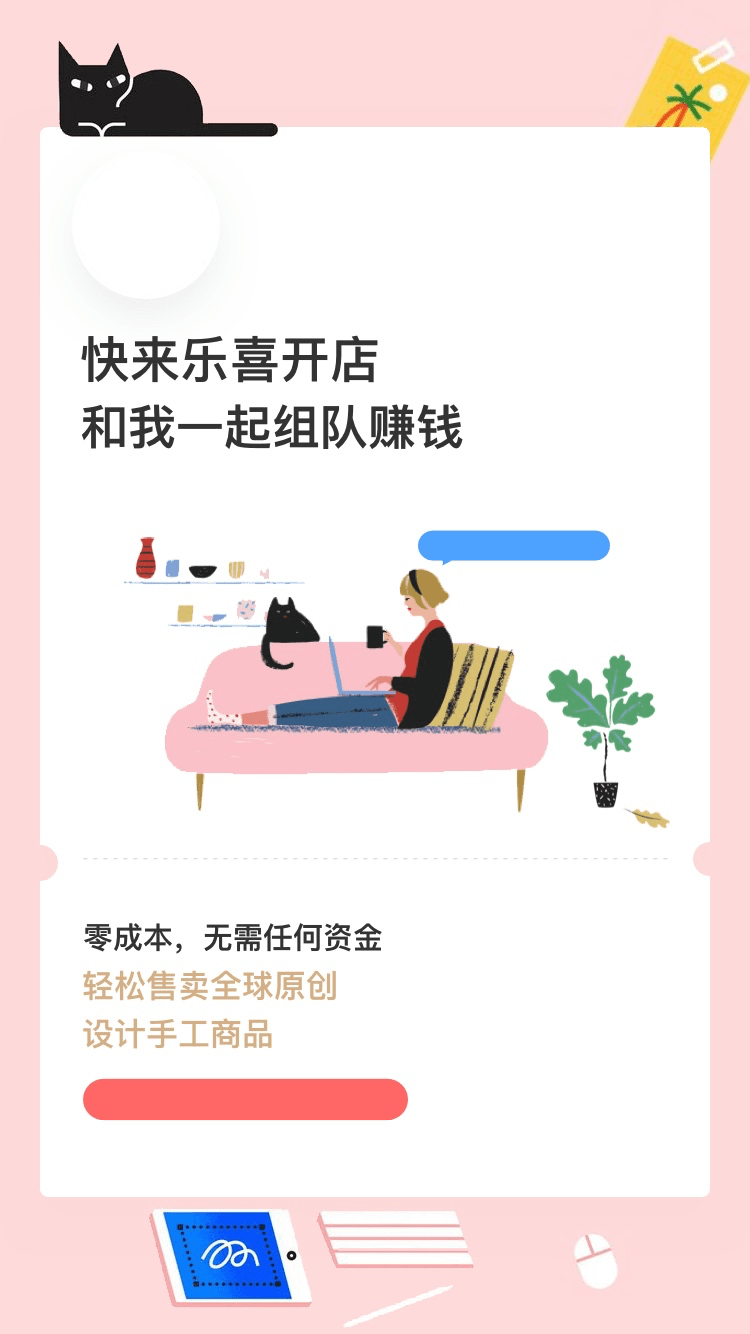 快来乐喜开店
和我一起组队赚钱
零成本，无需任何资金
轻松售卖全球原创
设计手工商品